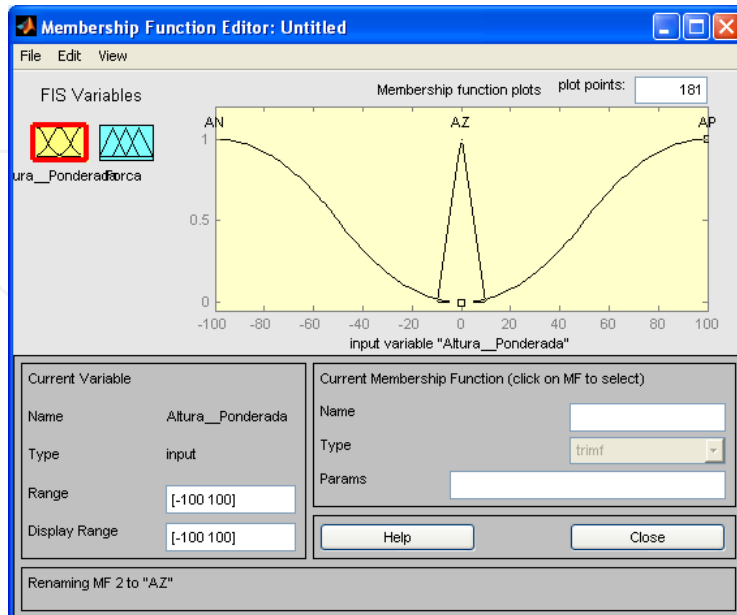 Membership Function Editor: Untitled
File Edit View
FIS Variables
Membership function plots plot points: 181
AN AZ AP
1
0.5
0
-100 -80 -60 -40 -20 0 20 40 60 80 100
input variable "Altura__Ponderada"
ura__Ponderada Forca
Current Variable
Name Altura__Ponderada
Type input
Range [-100 100]
Display Range [-100 100]
Current Membership Function (click on MF to select)
Name
Type trimf
Params
Help Close
Renaming MF 2 to "AZ"